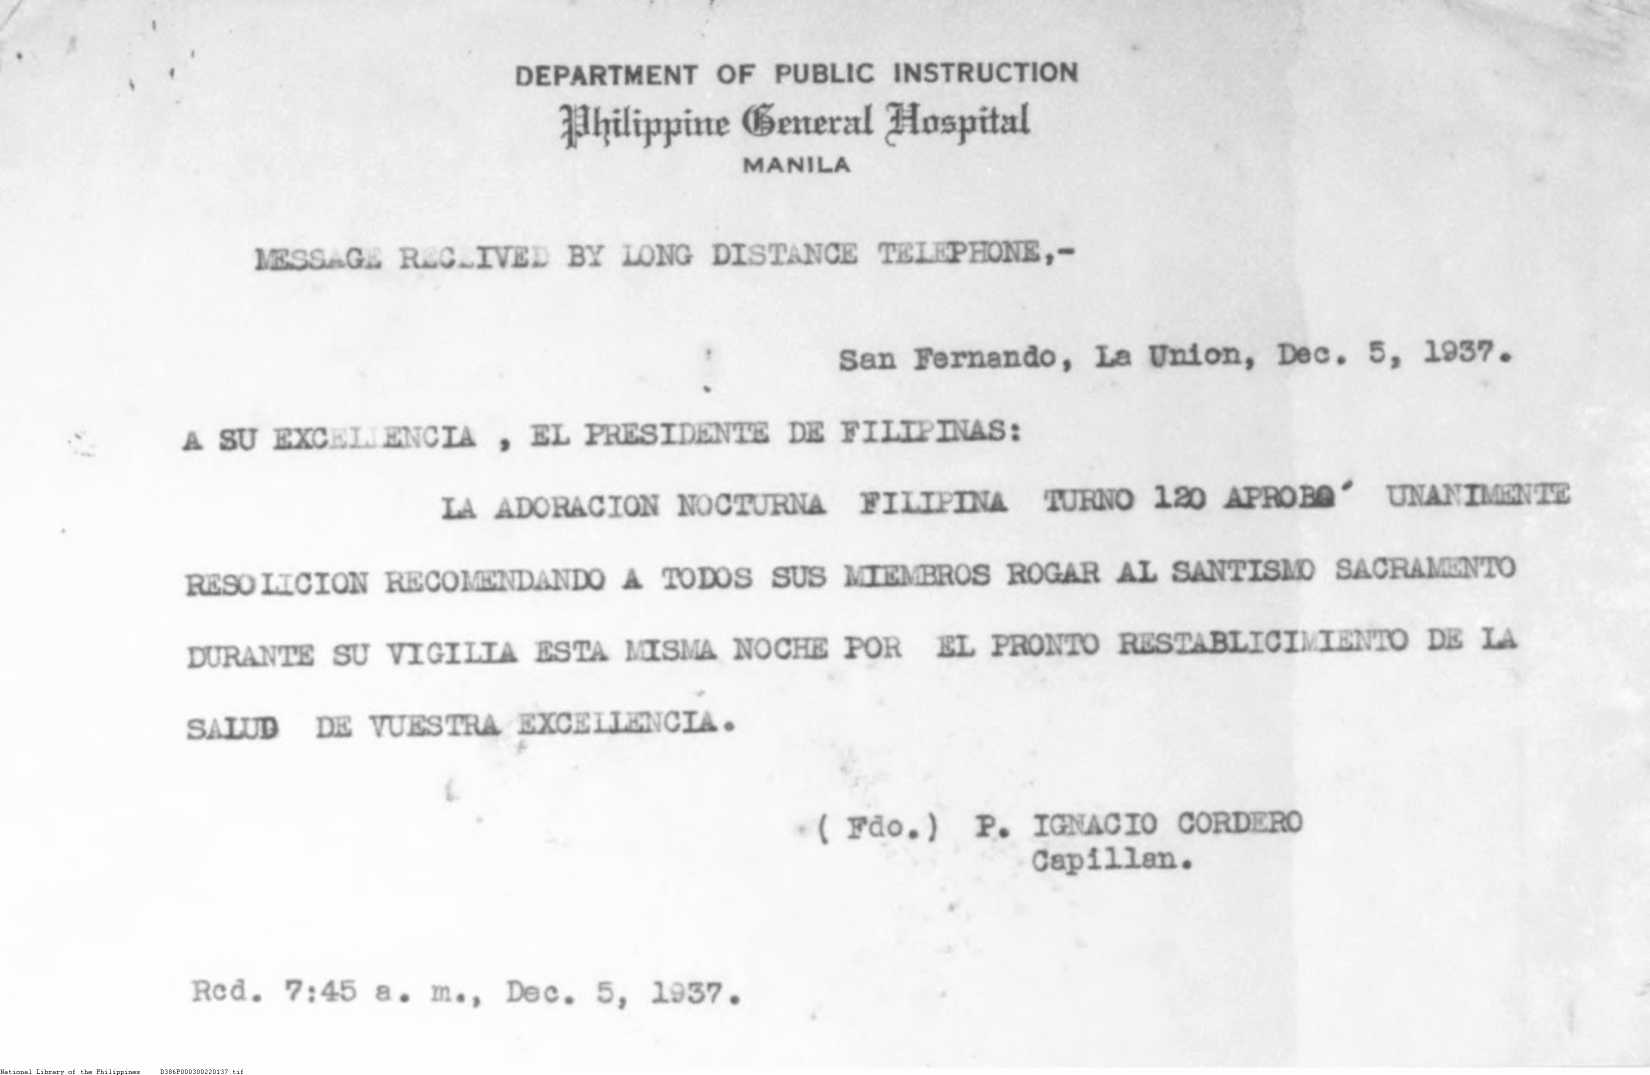 DEPARTMENT OF PUBLIC INSTRUCTION
Philippine General Hospital
MANILA
MESSAGE RECEIVED BY LONG DISTANCE TELEPHONE,-
San Fernando, La Union, Dec. 5, 1937.
A SU EXCELLENCIA , EL PRESIDENTE DE FILIPINAS:
LA ADORACION NOCTURNA FILIPINA TURNO 120 APROBO´ UNANIMENTE
RESOLICION RECOMENDANDO A TODOS SUS MIEMBROS ROGAR AL SANTISMO SACRAMENTO
DURANTE SU VIGILIA ESTA MISMA NOCHE POR EL PRONTO RESTABLICIMIENTO DE LA
SALUD DE VUESTRA EXCELLENCIA.
( Fdo.) P. IGNACIO CORDERO
Capillan.
Rcd. 7:45 a. m., Dec. 5, 1937.
National Library of the Philippines D386P000300220137.tif